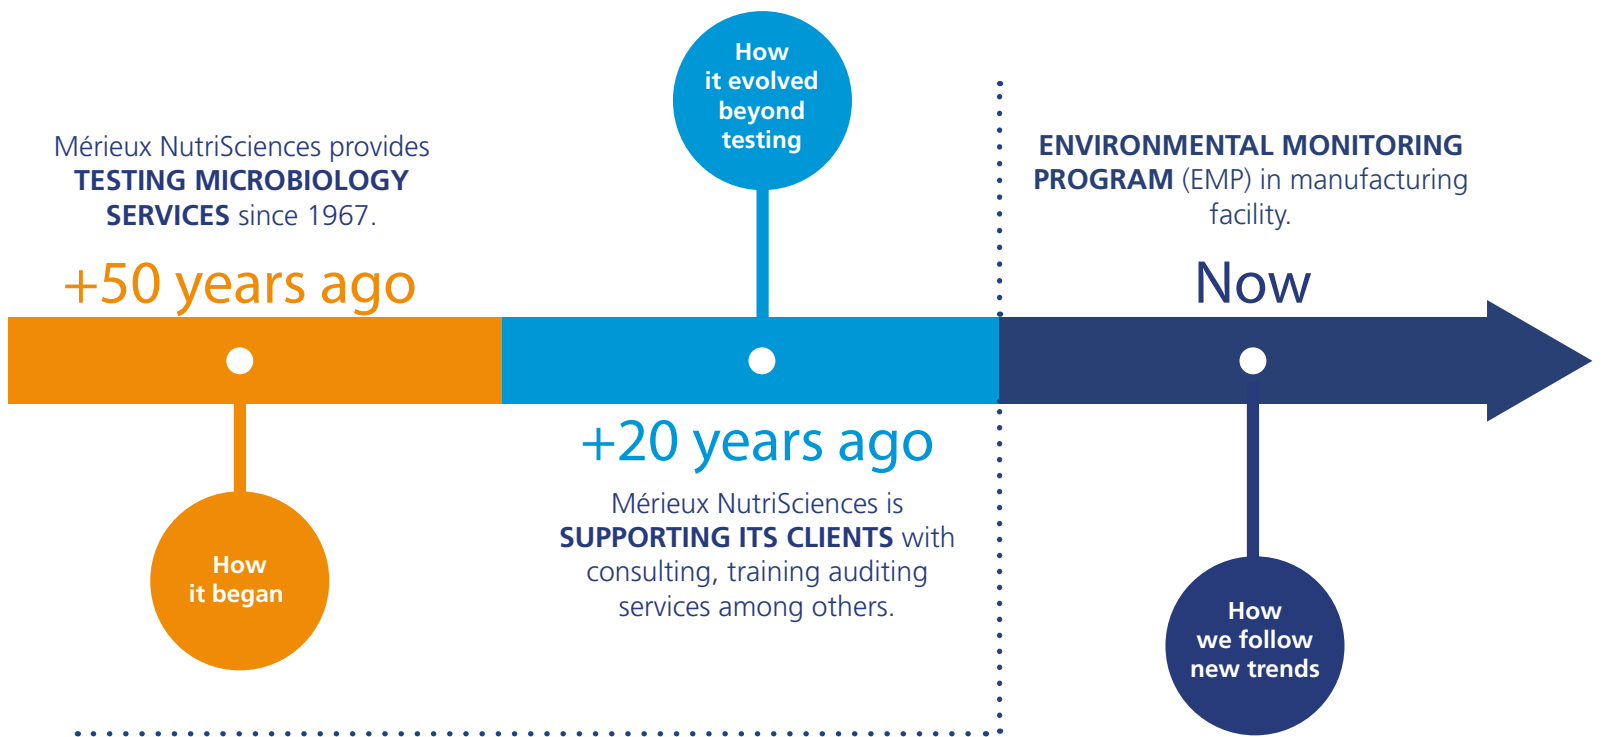 Mérieux NutriSciences provides
TESTING MICROBIOLOGY
SERVICES since 1967.
+50 years ago
How
it began
How
it evolved
beyond
testing
+20 years ago
Mérieux NutriSciences is
SUPPORTING ITS CLIENTS with
consulting, training auditing
services among others.
ENVIRONMENTAL MONITORING
PROGRAM (EMP) in manufacturing
facility.
Now
How
we follow
new trends